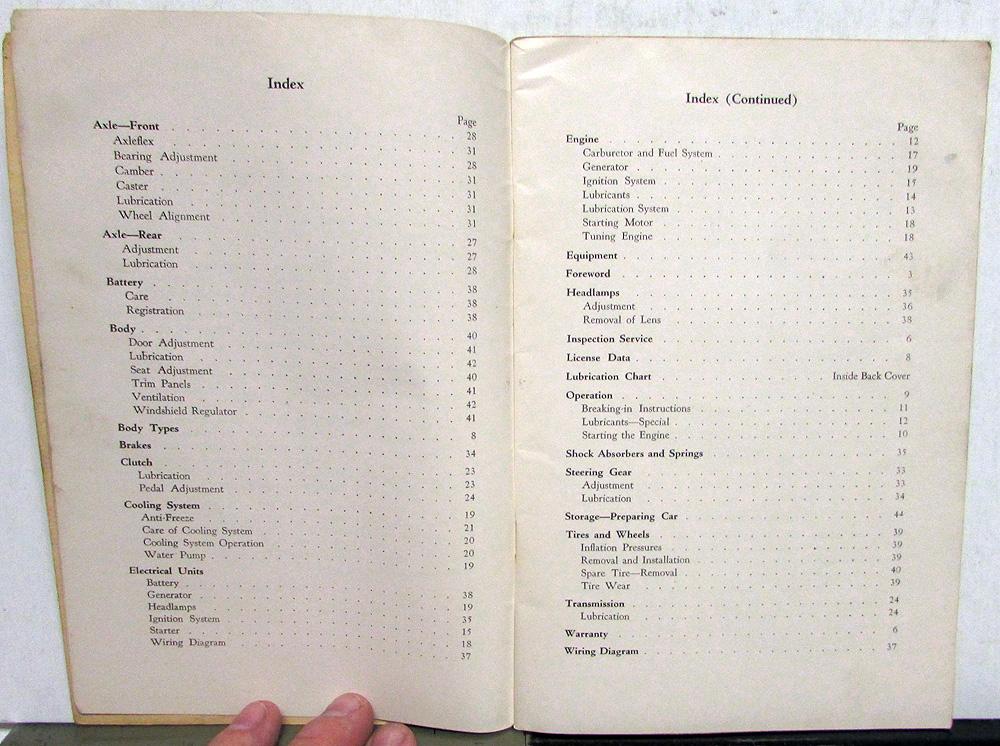 Index
Page
Axle—Front 28
Axleflex 31
Bearing Adjustment 28
Camber 31
Caster 31
Lubrication 31
Wheel Alignment 31
Axle—Rear 27
Adjustment 27
Lubrication 28
Battery 38
Care 38
Registration 38
Body 40
Door Adjustment 41
Lubrication 42
Seat Adjustment 40
Trim Panels 41
Ventilation 42
Windshield Regulator 41
Body Types 8
Brakes 34
Clutch 23
Lubrication 23
Pedal Adjustment 24
Cooling System 19
Anti-Freeze 21
Care of Cooling System 20
Cooling System Operation 20
Water Pump 19
Electrical Units
Battery 38
Generator 19
Headlamps 35
Ignition System 15
Starter 18
Wiring Diagram 37
Index (Continued)
Page
Engine 12
Carburetor and Fuel System 17
Generator 19
Ignition System 15
Lubricants 14
Lubrication System 13
Starting Motor 18
Tuning Engine 18
Equipment 43
Foreword 3
Headlamps 35
Adjustment 36
Removal of Lens 38
Inspection Service 6
License Data 8
Lubrication Chart Inside Back Cover
Operation 9
Breaking-in Instructions 11
Lubricants—Special 12
Starting the Engine 10
Shock Absorbers and Springs 35
Steering Gear 33
Adjustment 33
Lubrication 34
Storage—Preparing Car 44
Tires and Wheels 39
Inflation Pressures 39
Removal and Installation 39
Spare Tire—Removal 40
Tire Wear 39
Transmission 24
Lubrication 24
Warranty 6
Wiring Diagram 37